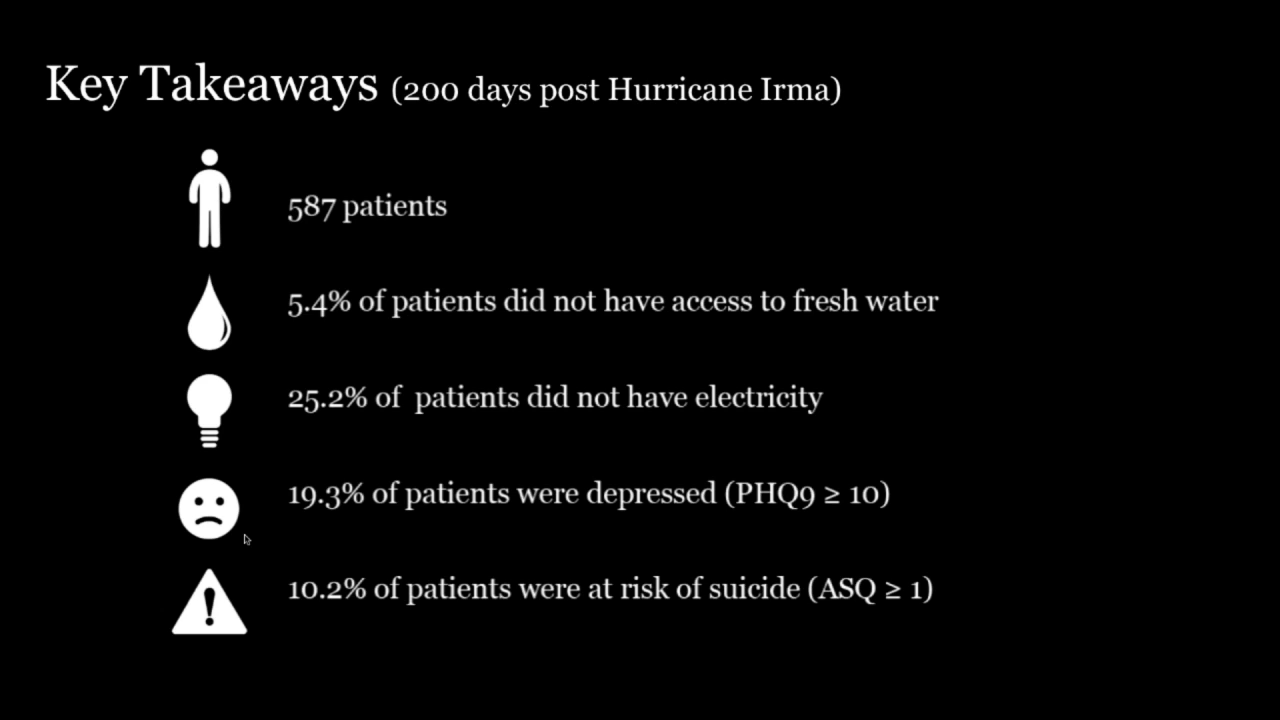 Key Takeaways (200 days post Hurricane Irma)
587 patients
5.4% of patients did not have access to fresh water
25.2% of patients did not have electricity
19.3% of patients were depressed (PHQ9 ≥ 10)
10.2% of patients were at risk of suicide (ASQ ≥ 1)